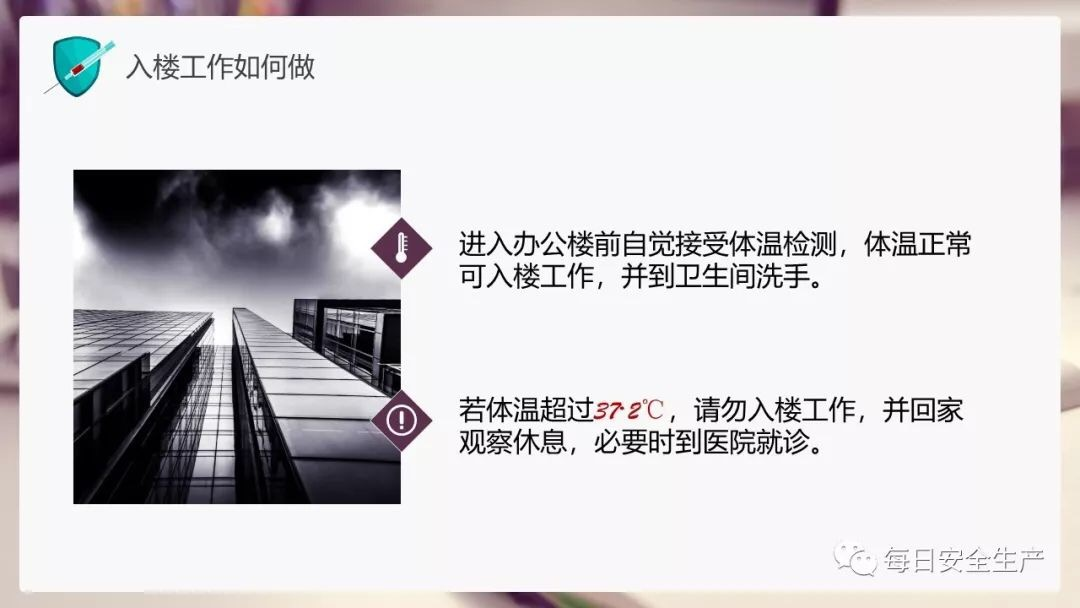 入楼工作如何做
进入办公楼前自觉接受体温检测，体温正常
可入楼工作，并到卫生间洗手。
若体温超过37·2℃，请勿入楼工作，并回家
观察休息，必要时到医院就诊。
每日安全生产